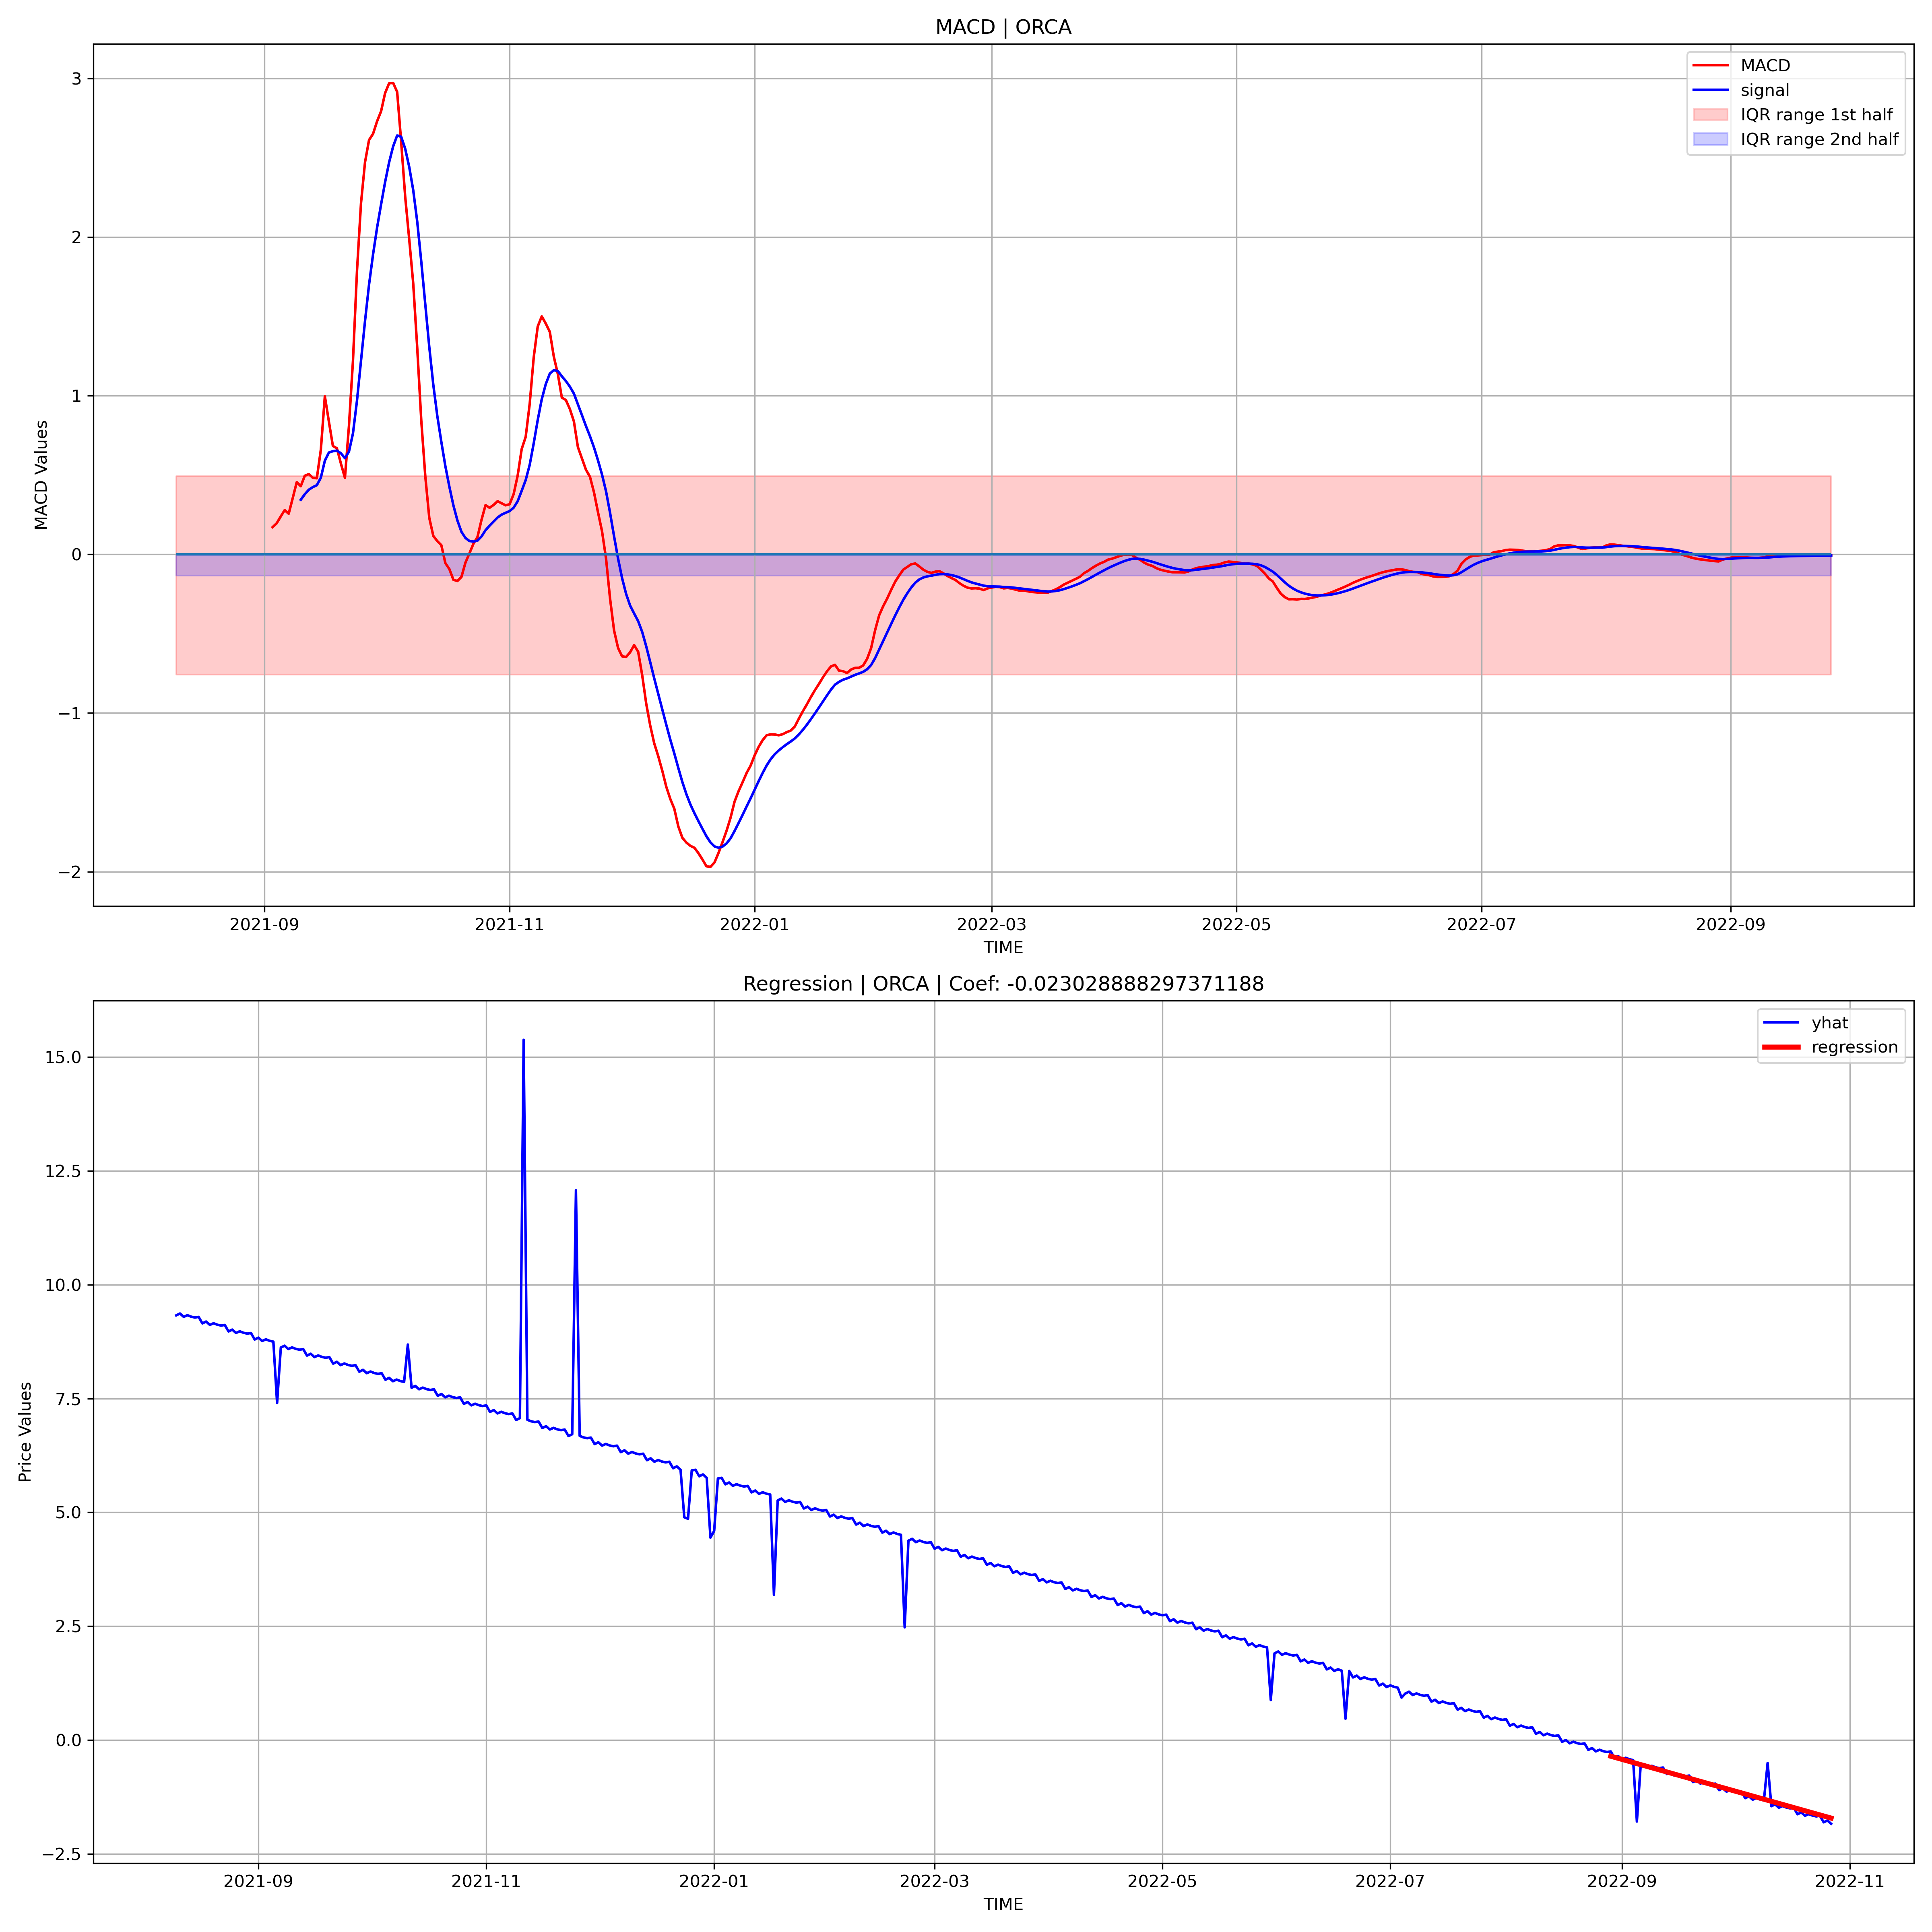 MACD | ORCA
MACD
signal
IQR range 1st half
IQR range 2nd half
3
2
1
0
−1
−2
MACD Values
2021-09 2021-11 2022-01 2022-03 2022-05 2022-07 2022-09
TIME
Regression | ORCA | Coef: -0.023028888297371188
yhat
regression
15.0
12.5
10.0
7.5
5.0
2.5
0.0
−2.5
Price Values
2021-09 2021-11 2022-01 2022-03 2022-05 2022-07 2022-09 2022-11
TIME